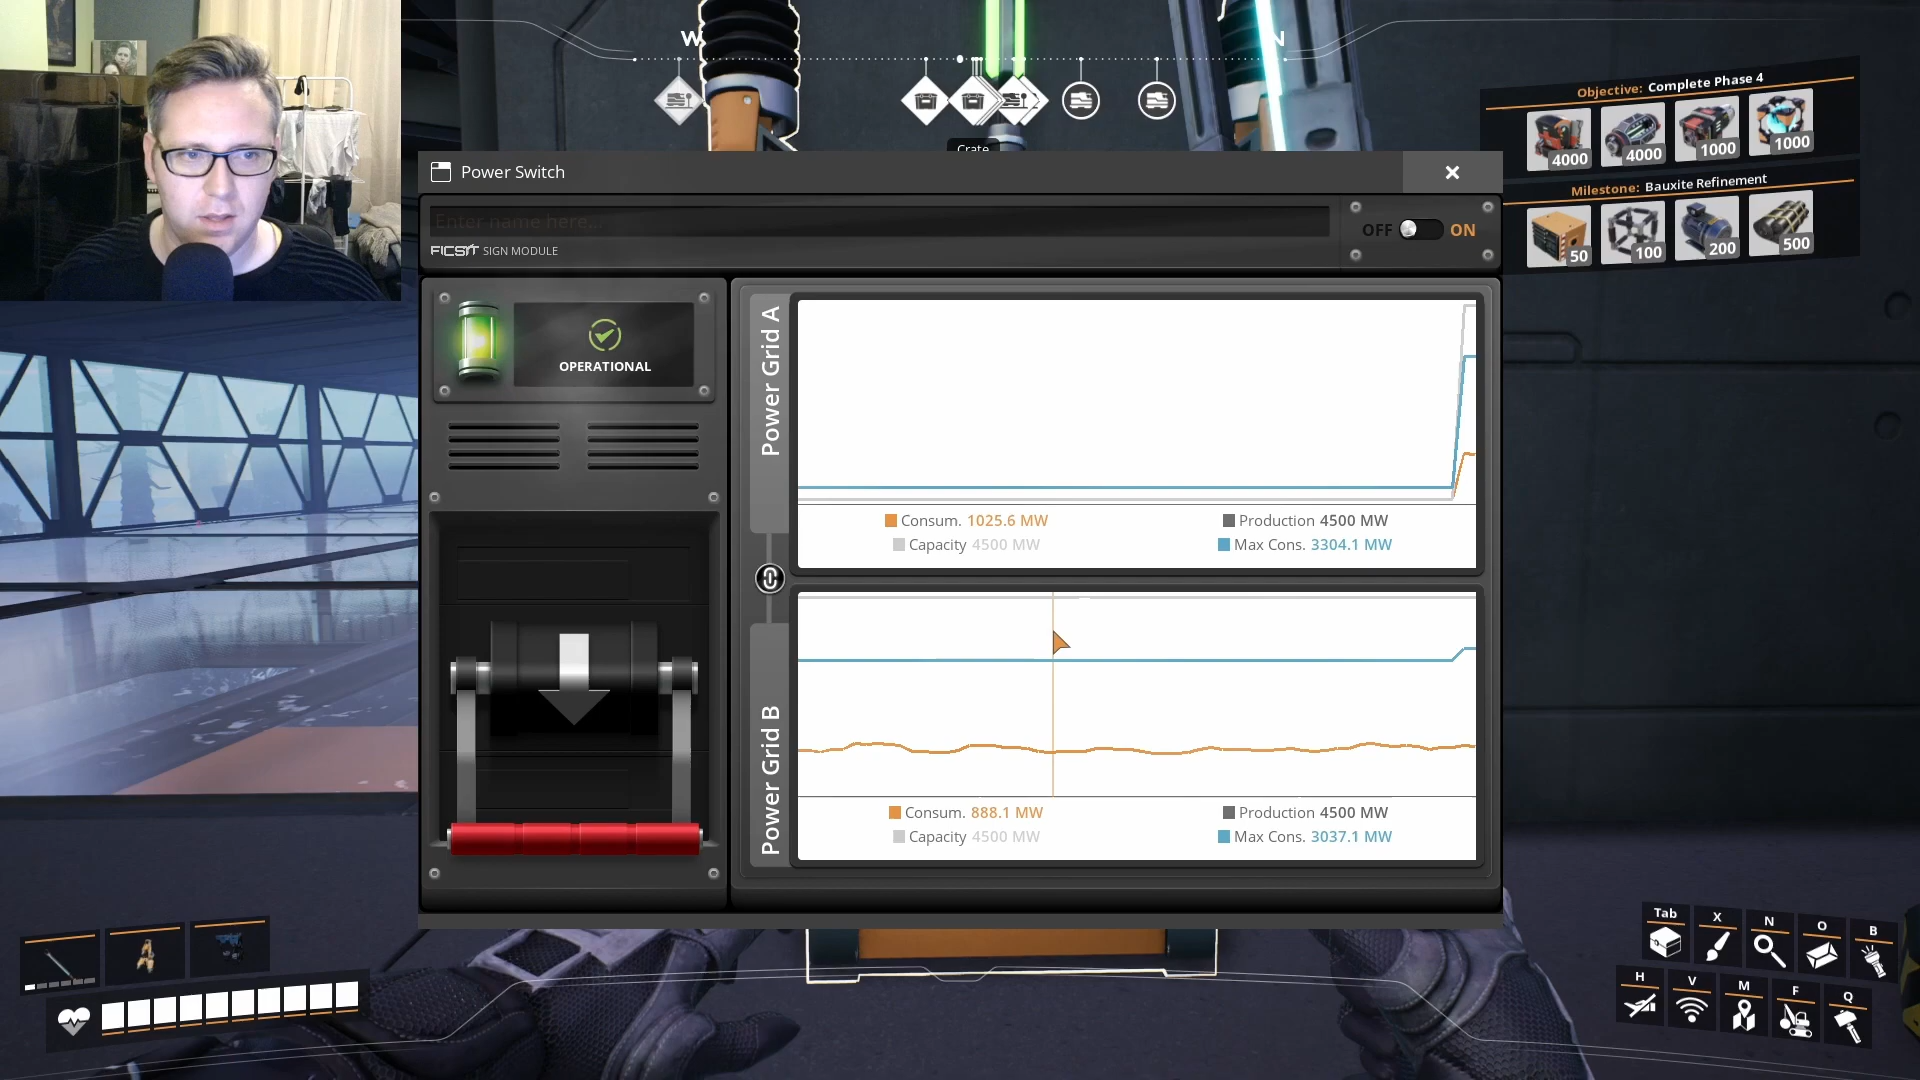 W
N
Crate
Objective: Complete Phase 4
4000
4000
1000
1000
Milestone: Bauxite Refinement
50
100
200
500
Power Switch
Enter name here...
FICSIT SIGN MODULE
OFF
ON
OPERATIONAL
Power Grid A
Consum. 1025.6 MW
Production 4500 MW
Capacity 4500 MW
Max Cons. 3304.1 MW
Power Grid B
Consum. 888.1 MW
Production 4500 MW
Capacity 4500 MW
Max Cons. 3037.1 MW
Tab
X
N
O
B
H
V
M
F
Q